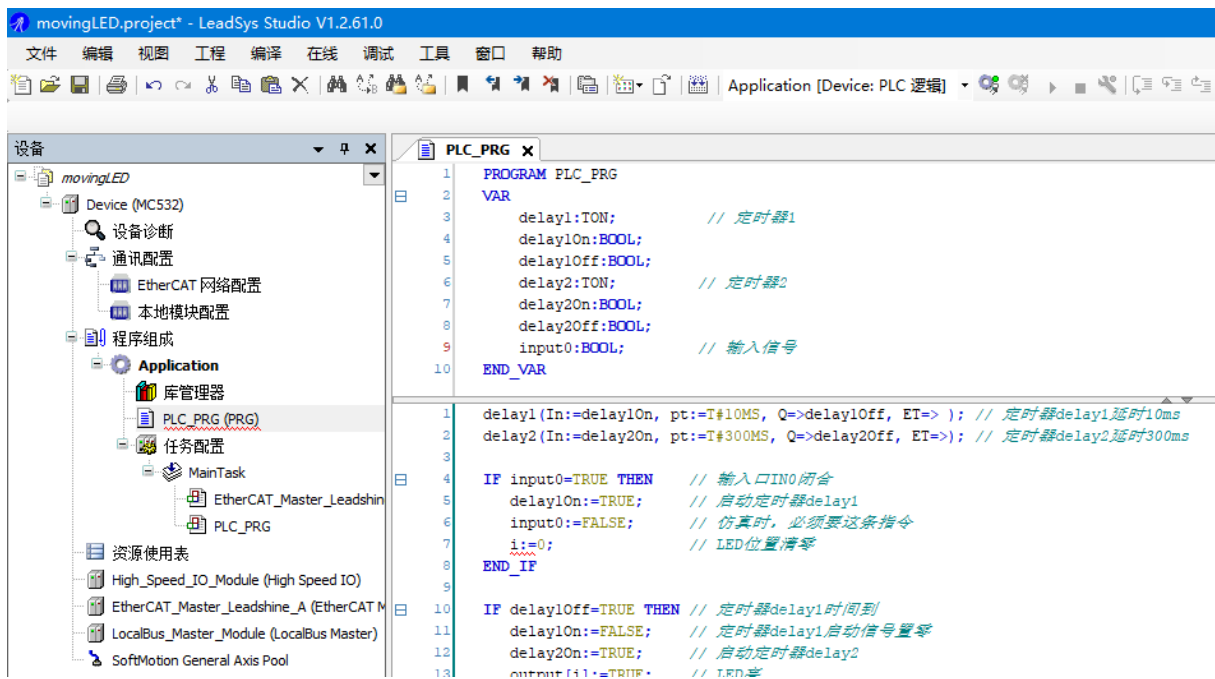 movingLED.project* - LeadSys Studio V1.2.61.0
文件 编辑 视图 工程 编译 在线 调试 工具 窗口 帮助
Application [Device: PLC 逻辑]
设备
movingLED
Device (MC532)
设备诊断
通讯配置
EtherCAT 网络配置
本地模块配置
程序组成
Application
库管理器
PLC_PRG (PRG)
任务配置
MainTask
EtherCAT_Master_Leadshin
PLC_PRG
资源使用表
High_Speed_IO_Module (High Speed IO)
EtherCAT_Master_Leadshine_A (EtherCAT M
LocalBus_Master_Module (LocalBus Master)
SoftMotion General Axis Pool
PLC_PRG
1 PROGRAM PLC_PRG
2 VAR
3 delay1:TON; // 定时器1
4 delay1On:BOOL;
5 delay1Off:BOOL;
6 delay2:TON; // 定时器2
7 delay2On:BOOL;
8 delay2Off:BOOL;
9 input0:BOOL; // 输入信号
10 END_VAR
1 delay1(In:=delay1On, pt:=T#10MS, Q=>delay1Off, ET=> ); // 定时器delay1延时10ms
2 delay2(In:=delay2On, pt:=T#300MS, Q=>delay2Off, ET=>); // 定时器delay2延时300ms
3
4 IF input0=TRUE THEN // 输入口IN0闭合
5 delay1On:=TRUE; // 启动定时器delay1
6 input0:=FALSE; // 仿真时，必须要这条指令
7 i:=0; // LED位置清零
8 END_IF
9
10 IF delay1Off=TRUE THEN // 定时器delay1时间到
11 delay1On:=FALSE; // 定时器delay1启动信号置零
12 delay2On:=TRUE; // 启动定时器delay2
13 output[i]:=TRUE; // LED亮